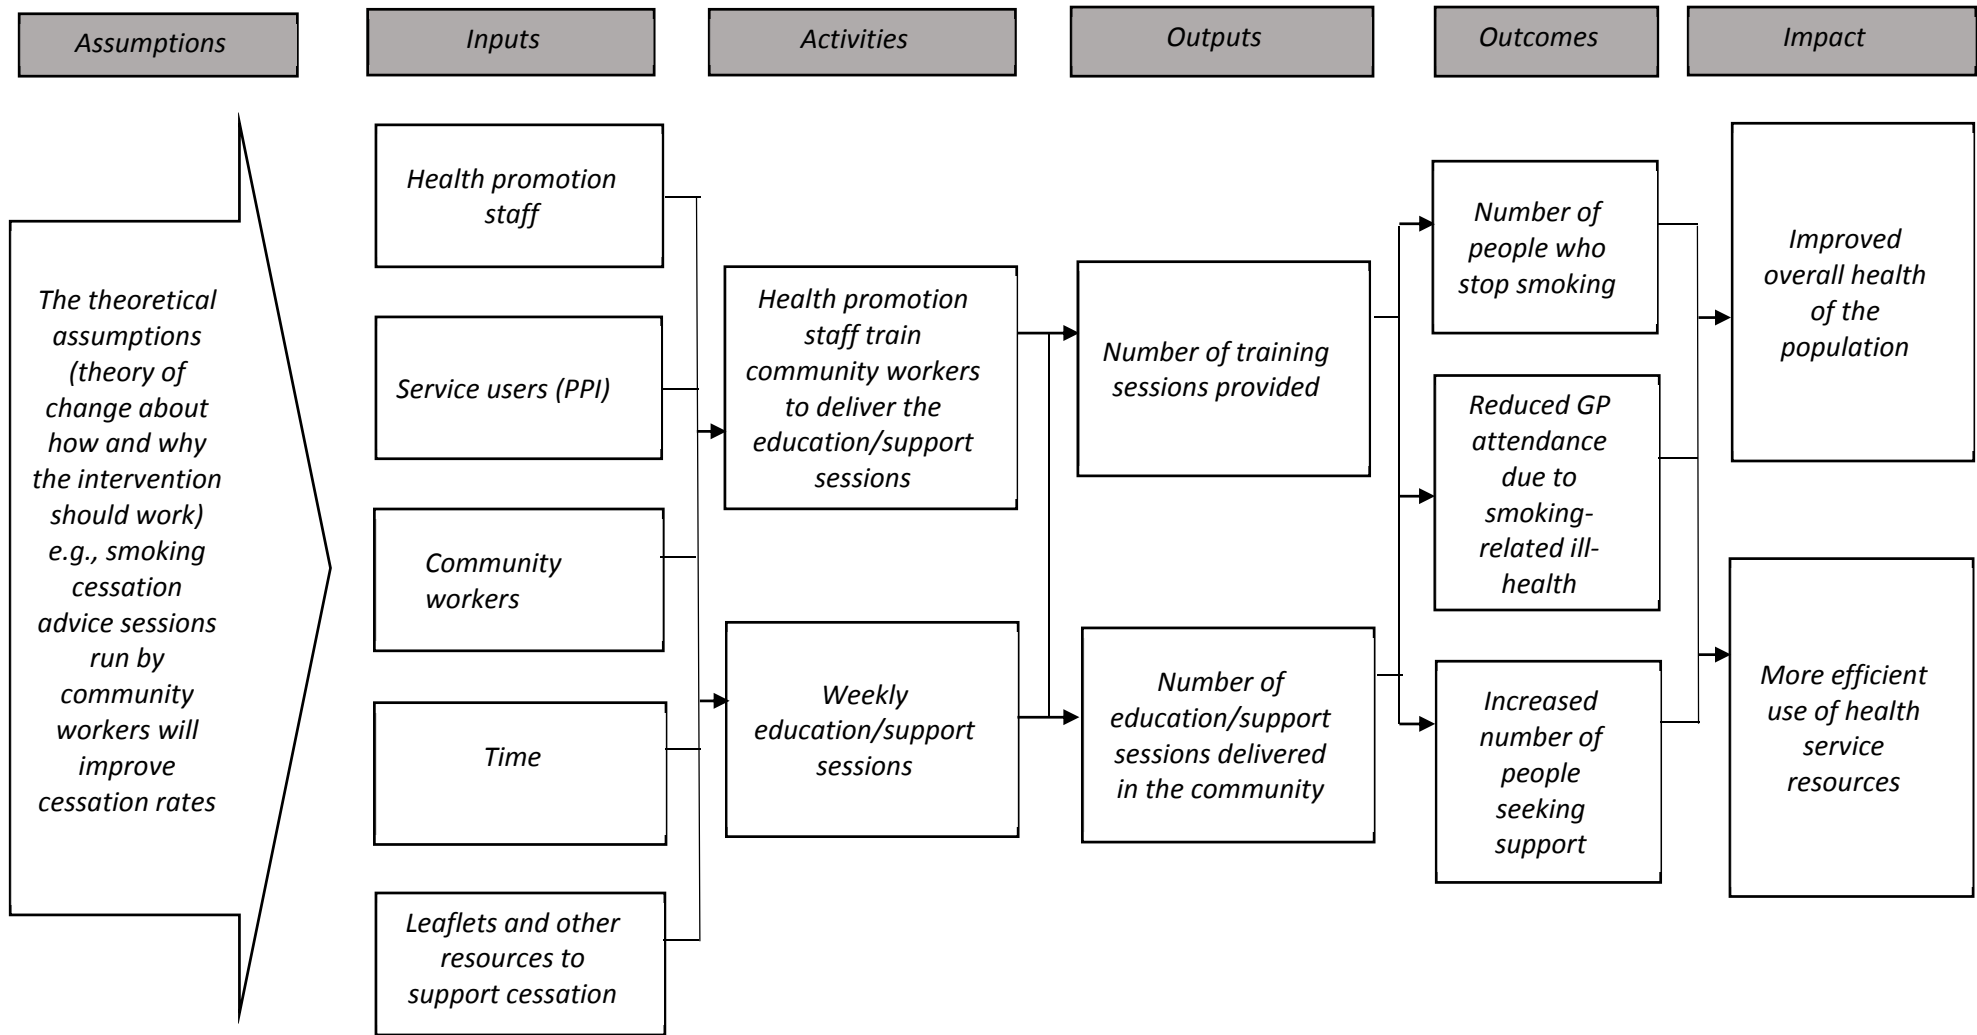 Assumptions
Inputs
Activities
Outputs
Outcomes
Impact
The theoretical
assumptions
(theory of
change about
how and why
the intervention
should work)
e.g., smoking
cessation
advice sessions
run by
community
workers will
improve
cessation rates
Health promotion
staff
Service users (PPI)
Community
workers
Time
Leaflets and other
resources to
support cessation
Health promotion
staff train
community workers
to deliver the
education/support
sessions
Weekly
education/support
sessions
Number of training
sessions provided
Number of
education/support
sessions delivered
in the community
Number of
people who
stop smoking
Reduced GP
attendance
due to
smoking-
related ill-
health
Increased
number of
people
seeking
support
Improved
overall health
of the
population
More efficient
use of health
service
resources